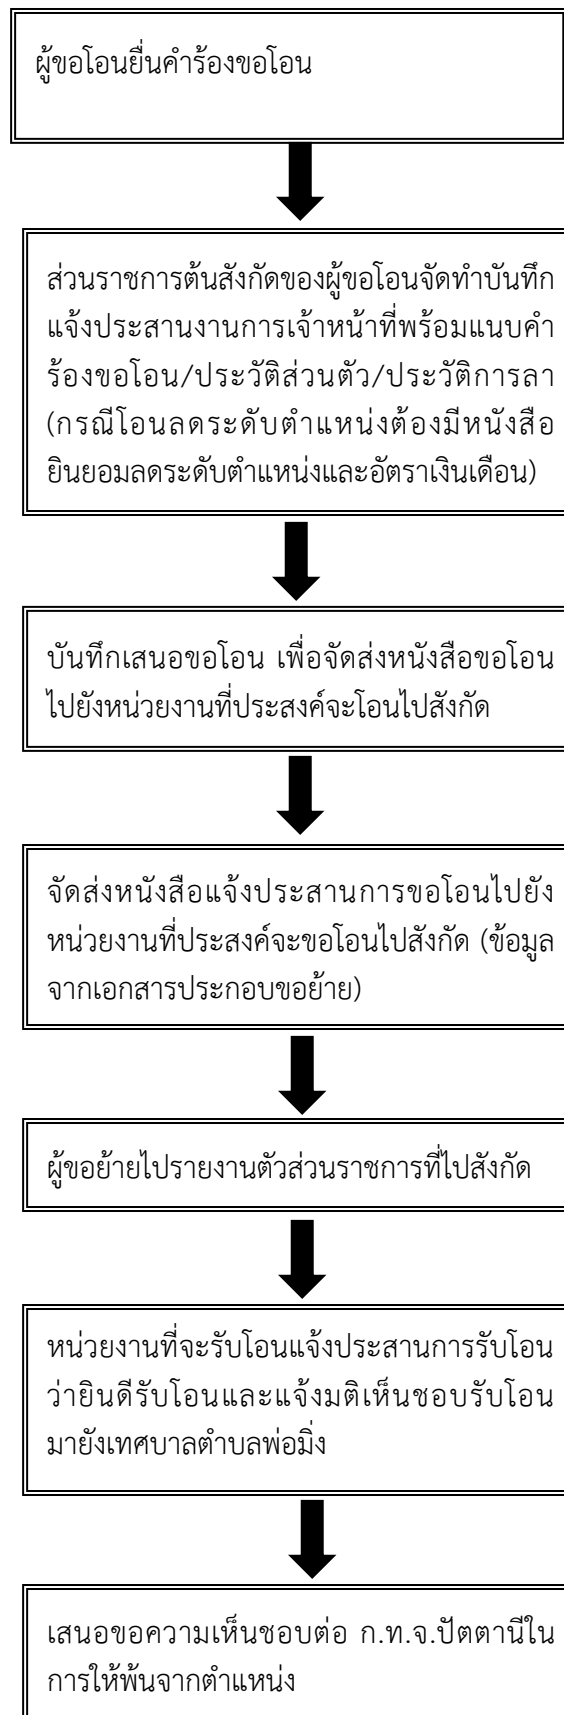 ผู้ขอโอนยื่นคำร้องขอโอน
ส่วนราชการต้นสังกัดของผู้ขอโอนจัดทำบันทึก
แจ้งประสานงานการเจ้าหน้าที่พร้อมแนบคำ
ร้องขอโอน/ประวัติส่วนตัว/ประวัติการลา
(กรณีโอนลดระดับตำแหน่งต้องมีหนังสือ
ยินยอมลดระดับตำแหน่งและอัตราเงินเดือน)
บันทึกเสนอขอโอน เพื่อจัดส่งหนังสือขอโอน
ไปยังหน่วยงานที่ประสงค์จะโอนไปสังกัด
จัดส่งหนังสือแจ้งประสานการขอโอนไปยัง
หน่วยงานที่ประสงค์จะขอโอนไปสังกัด (ข้อมูล
จากเอกสารประกอบขอย้าย)
ผู้ขอย้ายไปรายงานตัวส่วนราชการที่ไปสังกัด
หน่วยงานที่จะรับโอนแจ้งประสานการรับโอน
ว่ายินดีรับโอนและแจ้งมติเห็นชอบรับโอน
มายังเทศบาลตำบลพ่อมิ่ง
เสนอขอความเห็นชอบต่อ ก.ท.จ.ปัตตานีใน
การให้พ้นจากตำแหน่ง